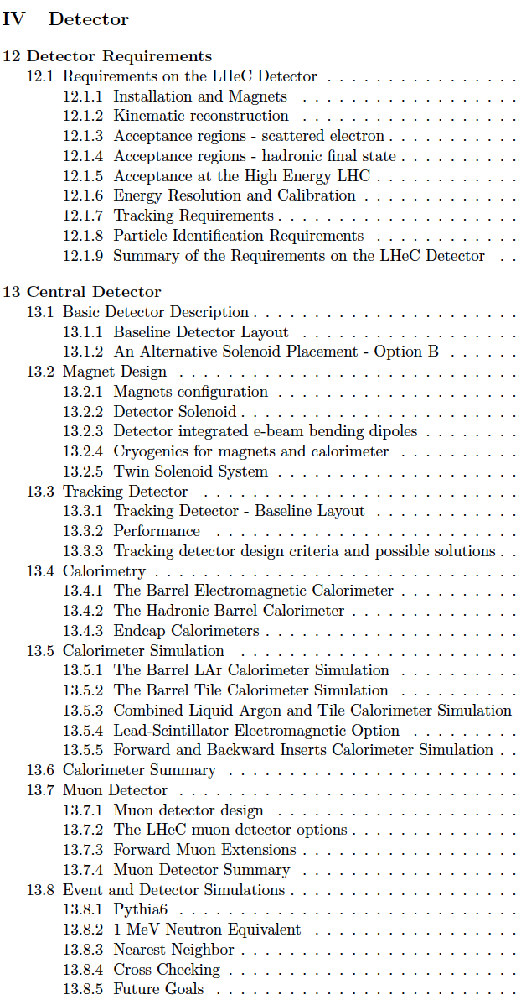 IV Detector
12 Detector Requirements
12.1 Requirements on the LHeC Detector . . . . . . . . . . . . . . . .
12.1.1 Installation and Magnets . . . . . . . . . . . . . . . . . .
12.1.2 Kinematic reconstruction . . . . . . . . . . . . . . . . . .
12.1.3 Acceptance regions - scattered electron . . . . . . . . . . .
12.1.4 Acceptance regions - hadronic final state . . . . . . . . . .
12.1.5 Acceptance at the High Energy LHC . . . . . . . . . . . .
12.1.6 Energy Resolution and Calibration . . . . . . . . . . . . .
12.1.7 Tracking Requirements . . . . . . . . . . . . . . . . . . . .
12.1.8 Particle Identification Requirements . . . . . . . . . . . .
12.1.9 Summary of the Requirements on the LHeC Detector . .
13 Central Detector
13.1 Basic Detector Description . . . . . . . . . . . . . . . . . . . . . .
13.1.1 Baseline Detector Layout . . . . . . . . . . . . . . . . . .
13.1.2 An Alternative Solenoid Placement - Option B . . . . . .
13.2 Magnet Design . . . . . . . . . . . . . . . . . . . . . . . . . . . .
13.2.1 Magnets configuration . . . . . . . . . . . . . . . . . . . .
13.2.2 Detector Solenoid . . . . . . . . . . . . . . . . . . . . . . .
13.2.3 Detector integrated e-beam bending dipoles . . . . . . . .
13.2.4 Cryogenics for magnets and calorimeter . . . . . . . . . .
13.2.5 Twin Solenoid System . . . . . . . . . . . . . . . . . . . .
13.3 Tracking Detector . . . . . . . . . . . . . . . . . . . . . . . . . .
13.3.1 Tracking Detector - Baseline Layout . . . . . . . . . . . .
13.3.2 Performance . . . . . . . . . . . . . . . . . . . . . . . . .
13.3.3 Tracking detector design criteria and possible solutions . .
13.4 Calorimetry . . . . . . . . . . . . . . . . . . . . . . . . . . . . . .
13.4.1 The Barrel Electromagnetic Calorimeter . . . . . . . . . .
13.4.2 The Hadronic Barrel Calorimeter . . . . . . . . . . . . . .
13.4.3 Endcap Calorimeters . . . . . . . . . . . . . . . . . . . . .
13.5 Calorimeter Simulation . . . . . . . . . . . . . . . . . . . . . . .
13.5.1 The Barrel LAr Calorimeter Simulation . . . . . . . . . .
13.5.2 The Barrel Tile Calorimeter Simulation . . . . . . . . . .
13.5.3 Combined Liquid Argon and Tile Calorimeter Simulation
13.5.4 Lead-Scintillator Electromagnetic Option . . . . . . . . .
13.5.5 Forward and Backward Inserts Calorimeter Simulation . .
13.6 Calorimeter Summary . . . . . . . . . . . . . . . . . . . . . . . .
13.7 Muon Detector . . . . . . . . . . . . . . . . . . . . . . . . . . . .
13.7.1 Muon detector design . . . . . . . . . . . . . . . . . . . .
13.7.2 The LHeC muon detector options . . . . . . . . . . . . . .
13.7.3 Forward Muon Extensions . . . . . . . . . . . . . . . . . .
13.7.4 Muon Detector Summary . . . . . . . . . . . . . . . . . .
13.8 Event and Detector Simulations . . . . . . . . . . . . . . . . . . .
13.8.1 Pythia6 . . . . . . . . . . . . . . . . . . . . . . . . . . . .
13.8.2 1 MeV Neutron Equivalent . . . . . . . . . . . . . . . . .
13.8.3 Nearest Neighbor . . . . . . . . . . . . . . . . . . . . . . .
13.8.4 Cross Checking . . . . . . . . . . . . . . . . . . . . . . . .
13.8.5 Future Goals . . . . . . . . . . . . . . . . . . . . . . . . .